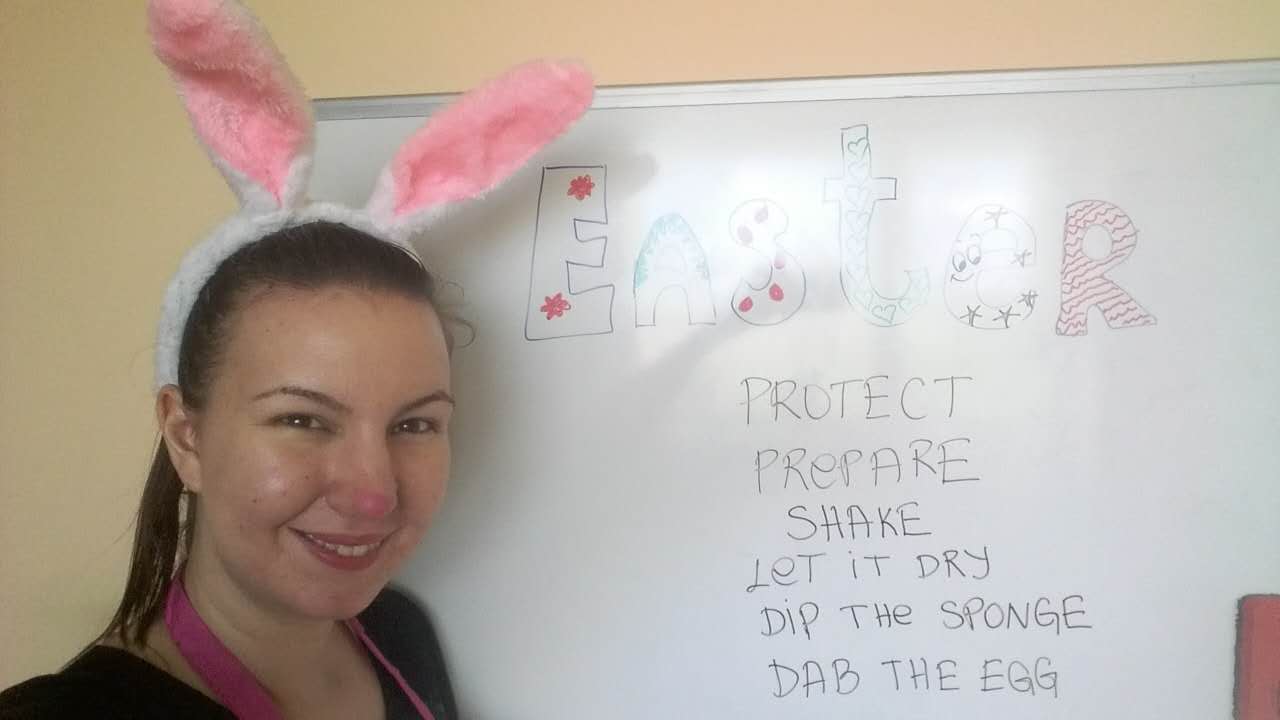 EASteR
PROTECT
PRePARE
SHAKE
LeT iT DRY
DiP THe SPONGE
DAB THE EGG